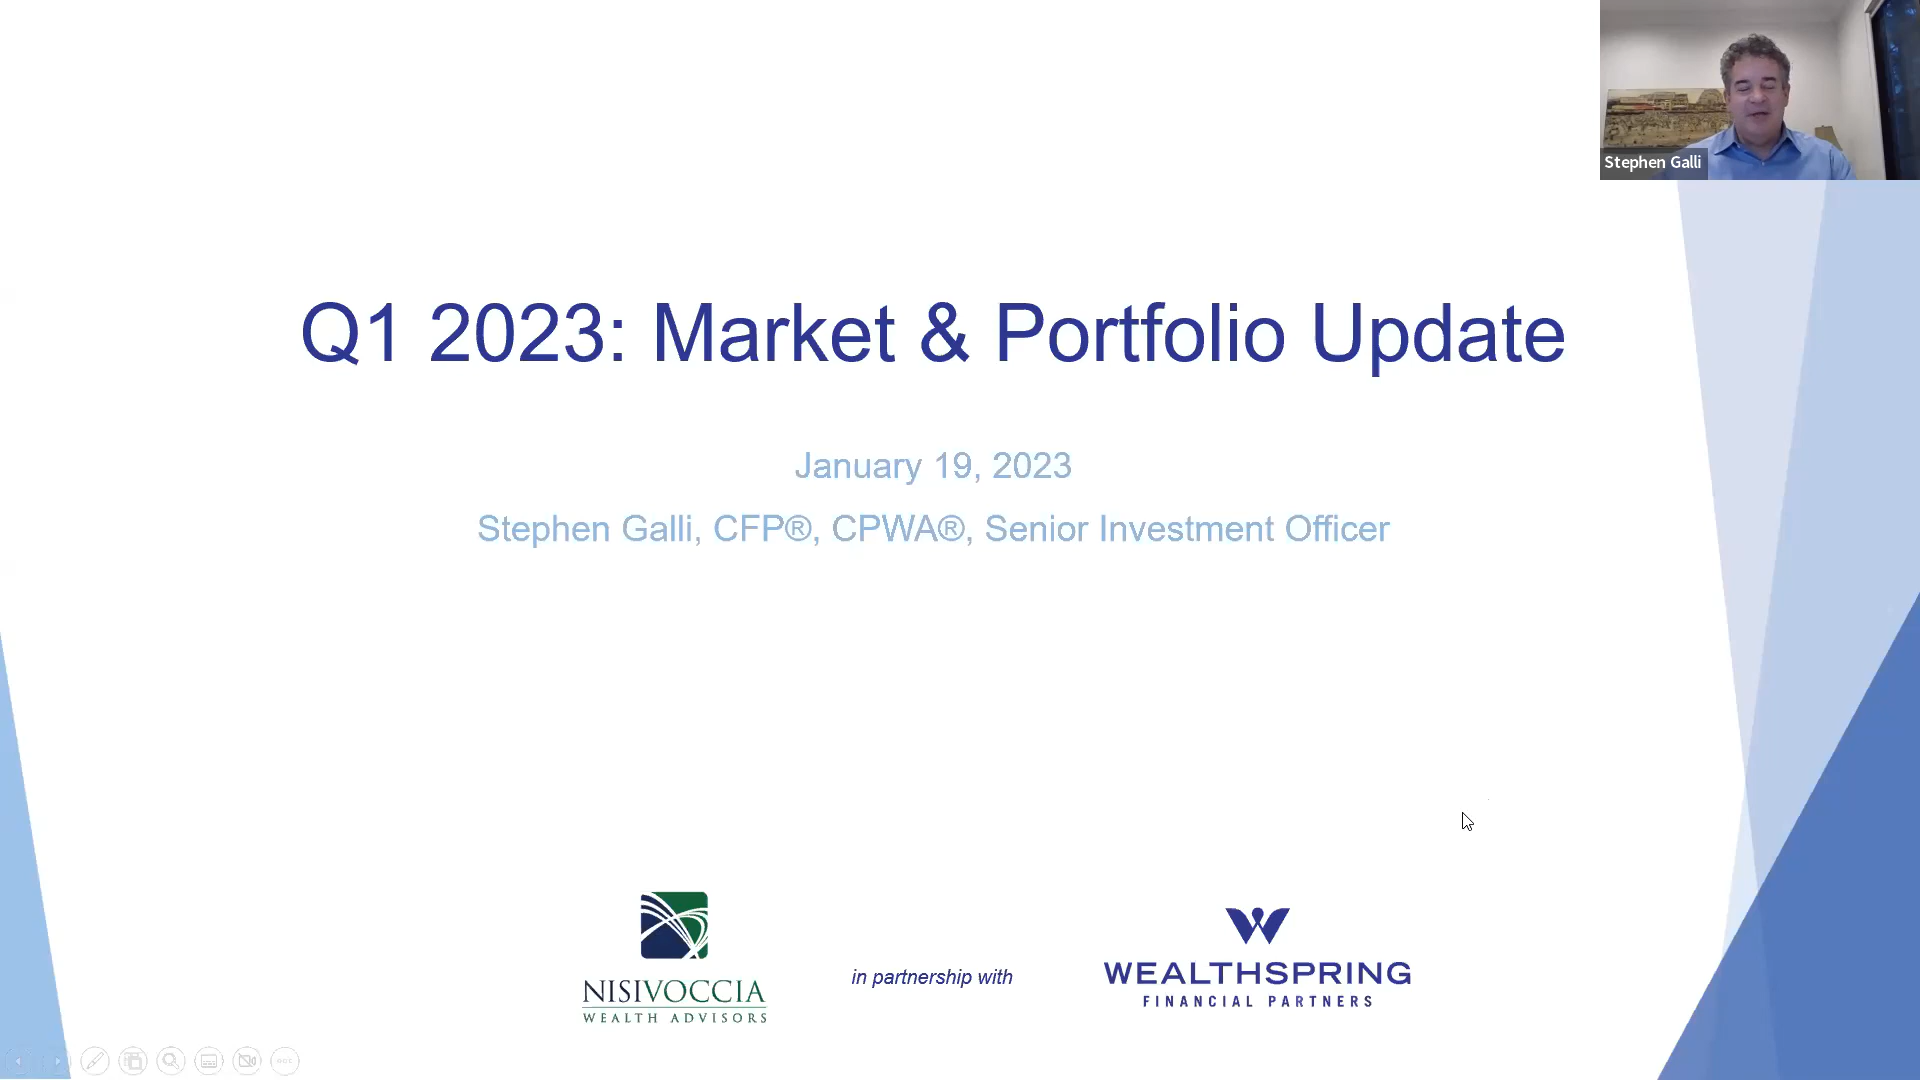 Stephen Galli
Q1 2023: Market & Portfolio Update
January 19, 2023
Stephen Galli, CFP®, CPWA®, Senior Investment Officer
NISIVOCCIA
WEALTH ADVISORS
in partnership with
WEALTHSPRING
FINANCIAL PARTNERS